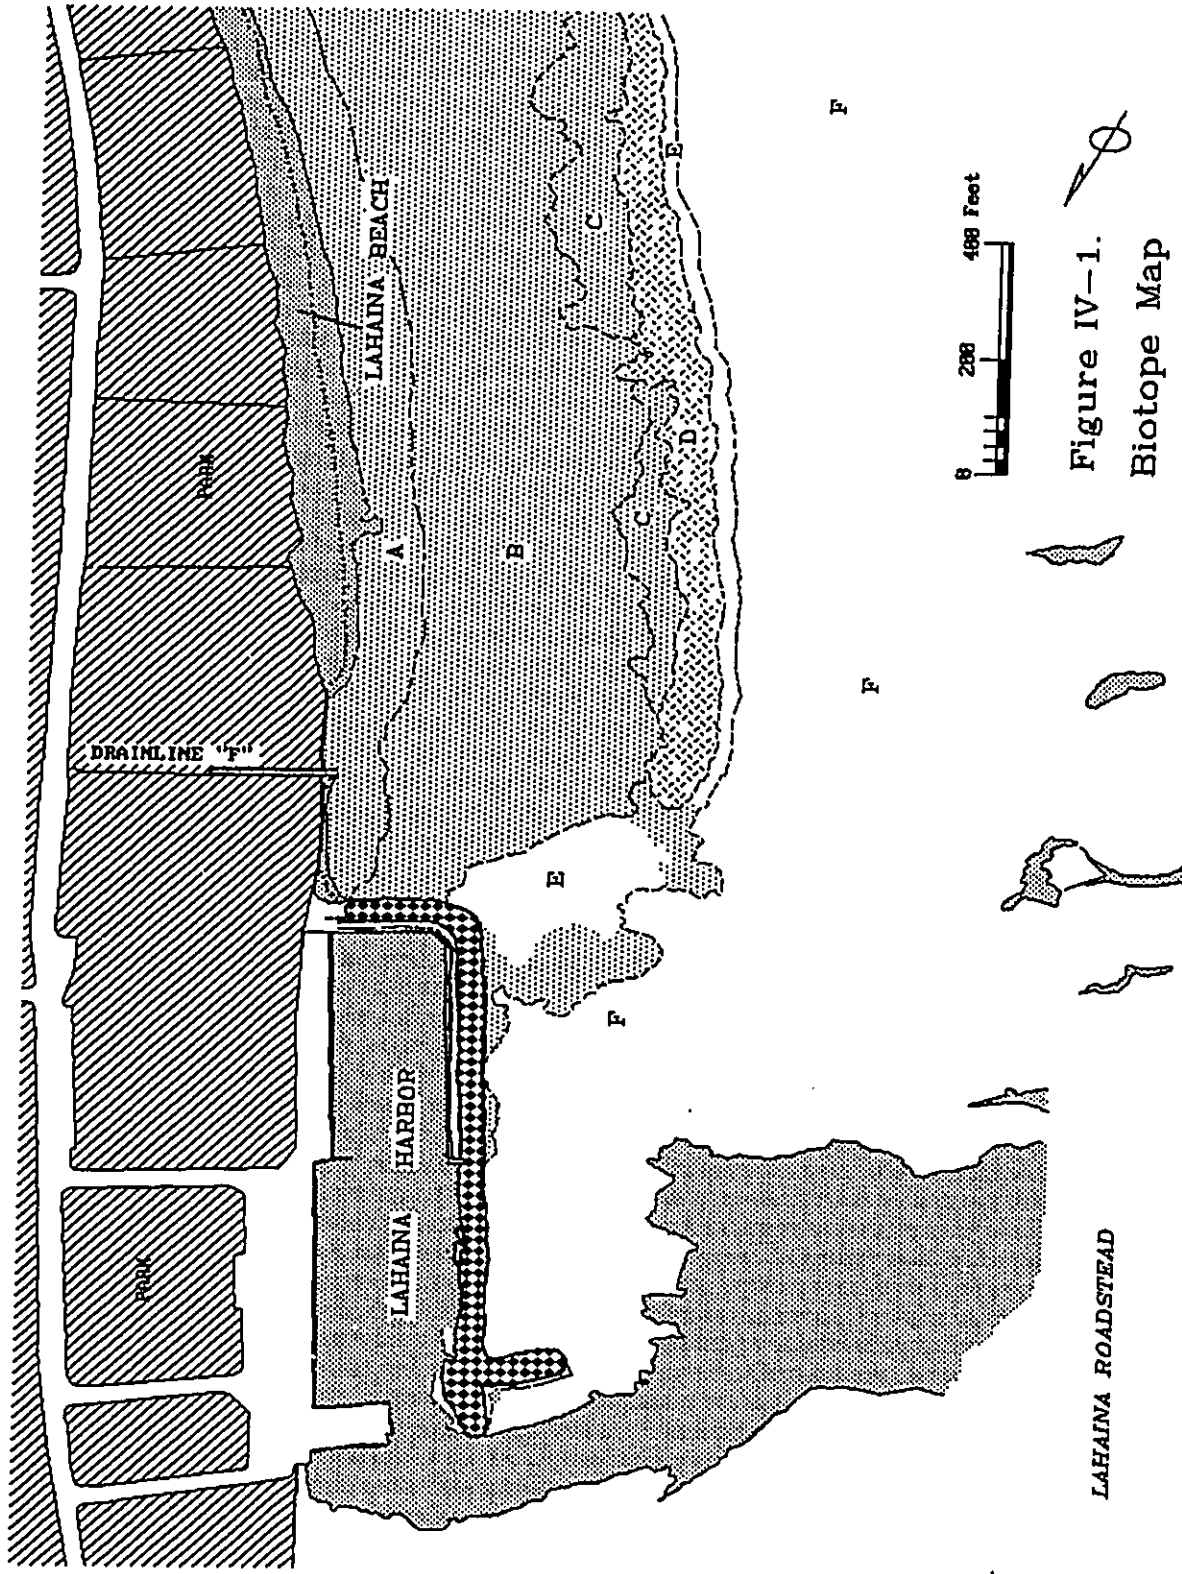 PARK
PARK
DRAINLINE "F"
LAHAINA BEACH
LAHAINA HARBOR
A
B
C
C
D
E
E
F
F
F
LAHAINA ROADSTEAD
0 200 400 Feet
Figure IV-1.
Biotope Map